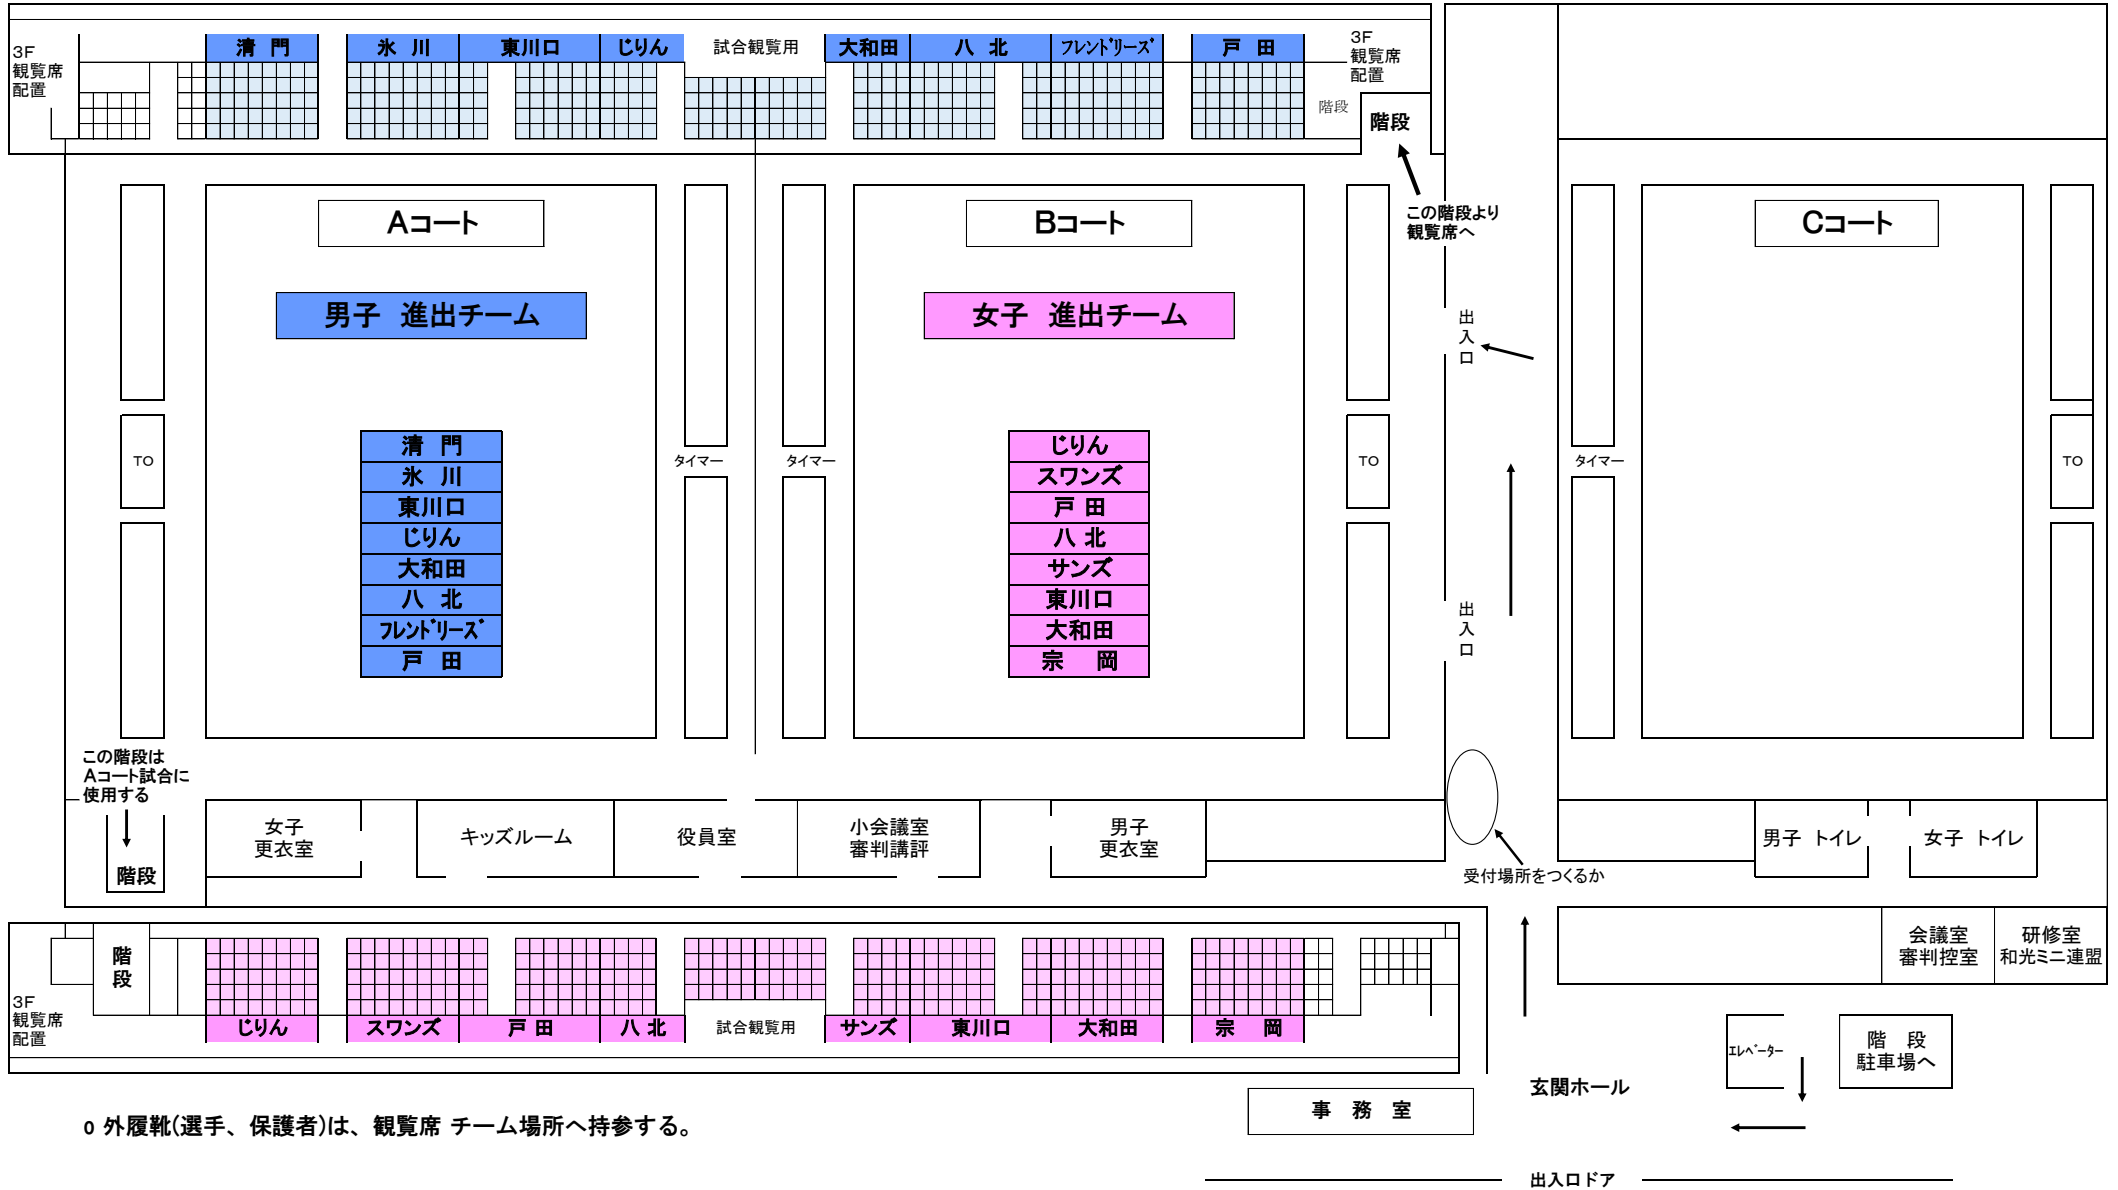 3F
観覧席
配置
清 門
氷 川
東川口
じりん
試合観覧用
大和田
八 北
ﾌﾚﾝﾄﾞﾘｰｽﾞ
戸 田
3F
観覧席
配置
階段
階段
この階段より
観覧席へ
Aコート
Bコート
Cコート
男子 進出チーム
女子 進出チーム
出
入
口
清 門
氷 川
東川口
じりん
大和田
八 北
ﾌﾚﾝﾄﾞﾘｰｽﾞ
戸 田
じりん
スワンズ
戸 田
八 北
サンズ
東川口
大和田
宗 岡
TO
タイマー
タイマー
TO
タイマー
TO
出
入
口
この階段は
Aコート試合に
使用する
階段
女子
更衣室
キッズルーム
役員室
小会議室
審判講評
男子
更衣室
受付場所をつくるか
男子 トイレ
女子 トイレ
階
段
3F
観覧席
配置
じりん
スワンズ
戸 田
八 北
試合観覧用
サンズ
東川口
大和田
宗 岡
会議室
審判控室
研修室
和光ミニ連盟
ｴﾚﾍﾞｰﾀｰ
階 段
駐車場へ
玄関ホール
事 務 室
o 外履靴(選手、保護者)は、観覧席 チーム場所へ持参する。
出入口ドア